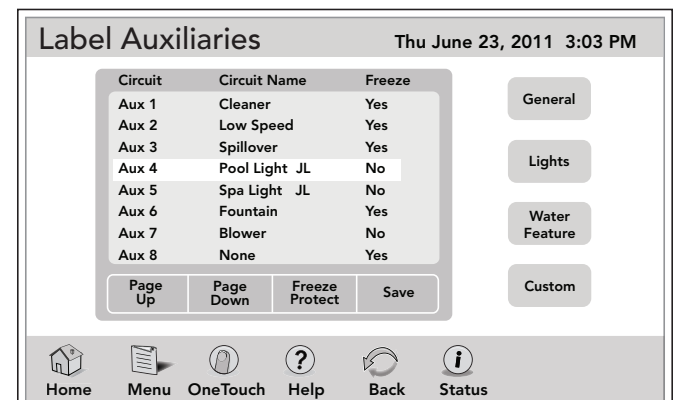 Label Auxiliaries Thu June 23, 2011 3:03 PM
Circuit Circuit Name Freeze
Aux 1 Cleaner Yes
Aux 2 Low Speed Yes
Aux 3 Spillover Yes
Aux 4 Pool Light JL No
Aux 5 Spa Light JL No
Aux 6 Fountain Yes
Aux 7 Blower No
Aux 8 None Yes
Page Up Page Down Freeze Protect Save
General
Lights
Water
Feature
Custom
Home Menu OneTouch Help Back Status